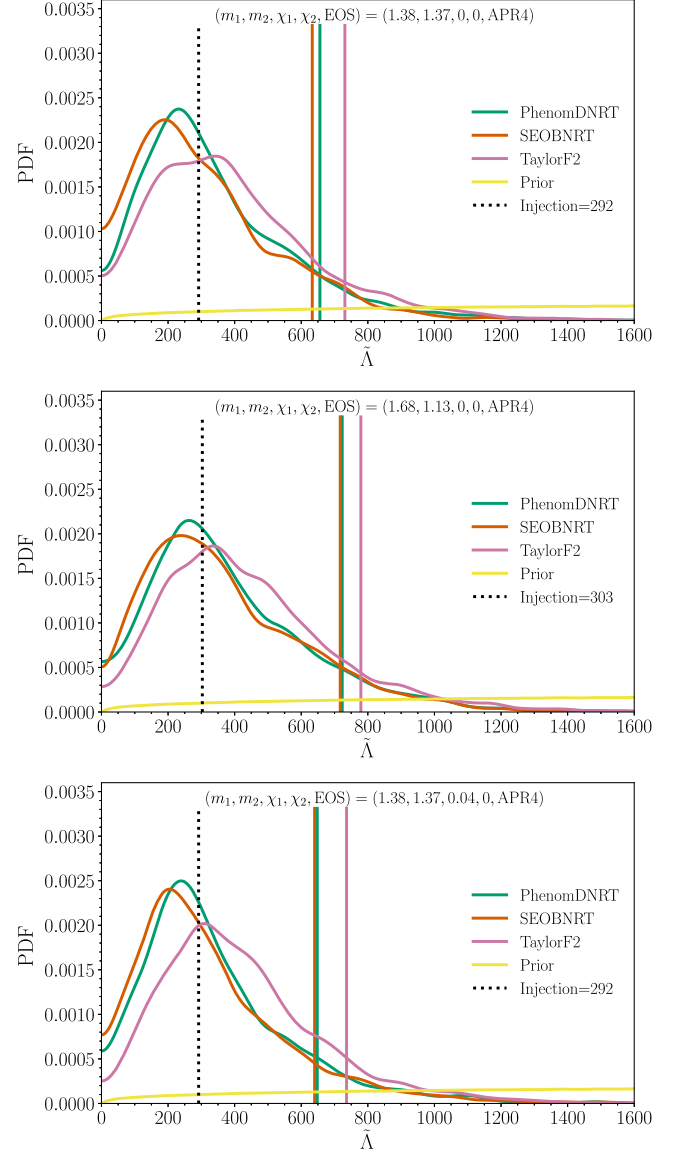 (m₁, m₂, χ₁, χ₂, EOS) = (1.38, 1.37, 0, 0, APR4)
0.0035
0.0030
0.0025
0.0020
0.0015
0.0010
0.0005
0.0000
PDF
PhenomDNRT
SEOBNRT
TaylorF2
Prior
Injection=292
0 200 400 600 800 1000 1200 1400 1600
Λ̃
(m₁, m₂, χ₁, χ₂, EOS) = (1.68, 1.13, 0, 0, APR4)
0.0035
0.0030
0.0025
0.0020
0.0015
0.0010
0.0005
0.0000
PDF
PhenomDNRT
SEOBNRT
TaylorF2
Prior
Injection=303
0 200 400 600 800 1000 1200 1400 1600
Λ̃
(m₁, m₂, χ₁, χ₂, EOS) = (1.38, 1.37, 0.04, 0, APR4)
0.0035
0.0030
0.0025
0.0020
0.0015
0.0010
0.0005
0.0000
PDF
PhenomDNRT
SEOBNRT
TaylorF2
Prior
Injection=292
0 200 400 600 800 1000 1200 1400 1600
Λ̃